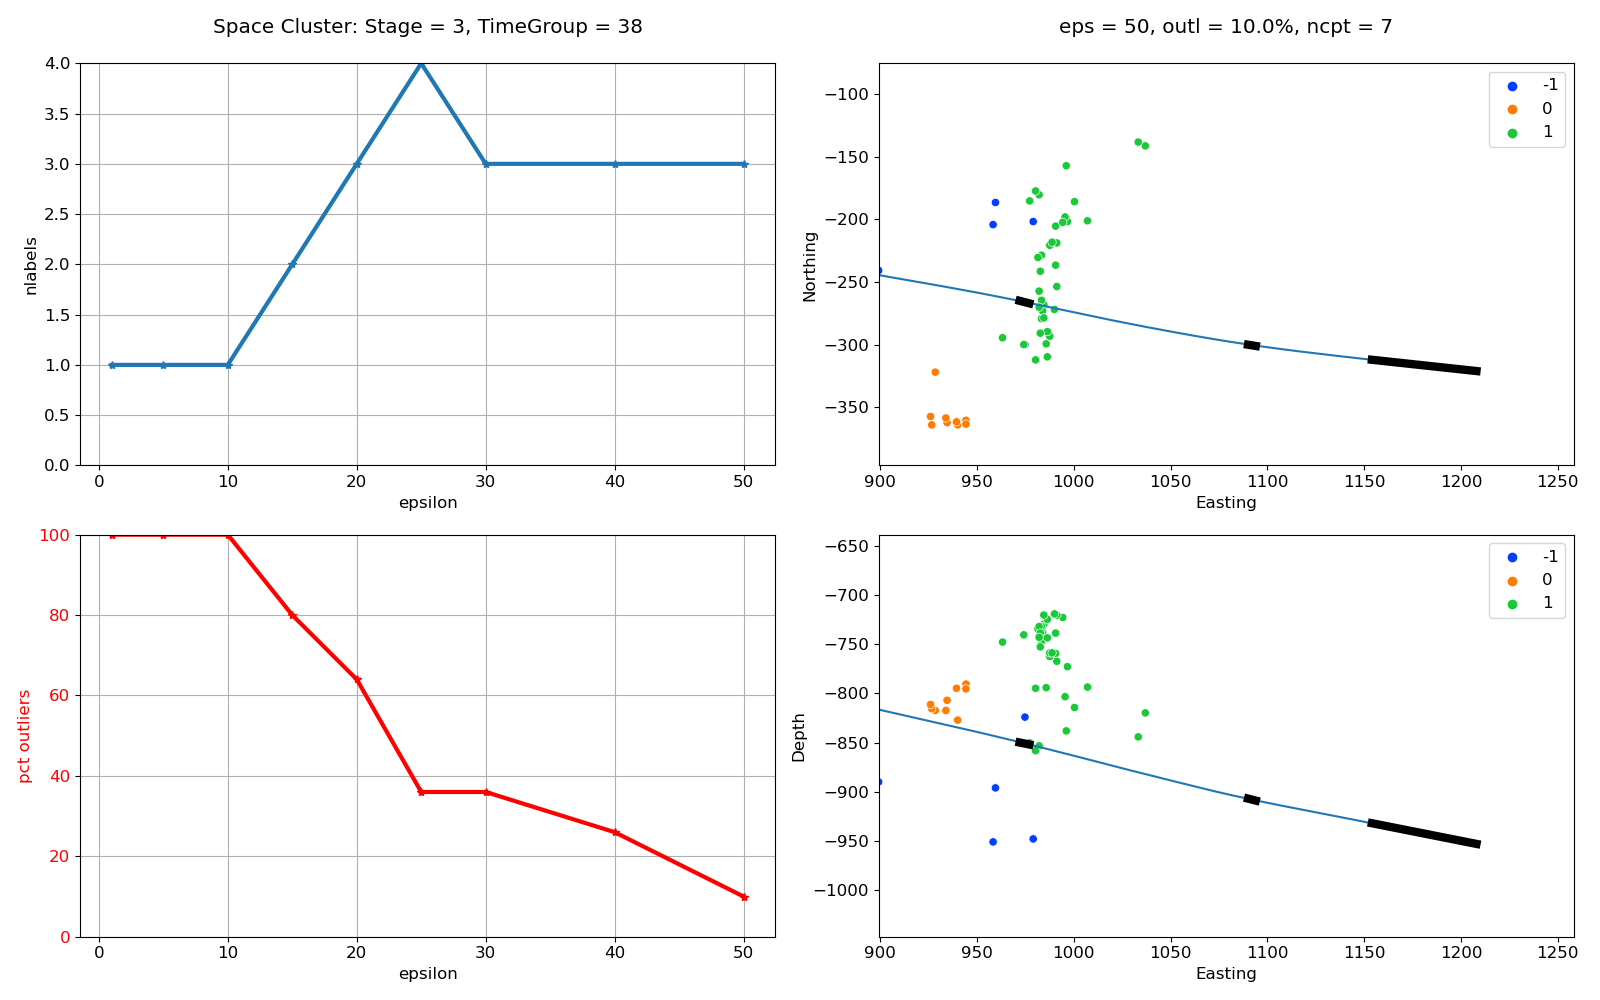 Space Cluster: Stage = 3, TimeGroup = 38
4.0
3.5
3.0
2.5
2.0
1.5
1.0
0.5
0.0
nlabels
0 10 20 30 40 50
epsilon
eps = 50, outl = 10.0%, ncpt = 7
−100
−150
−200
−250
−300
−350
Northing
-1
0
1
900 950 1000 1050 1100 1150 1200 1250
Easting
100
80
60
40
20
0
pct outliers
0 10 20 30 40 50
epsilon
−650
−700
−750
−800
−850
−900
−950
−1000
Depth
-1
0
1
900 950 1000 1050 1100 1150 1200 1250
Easting